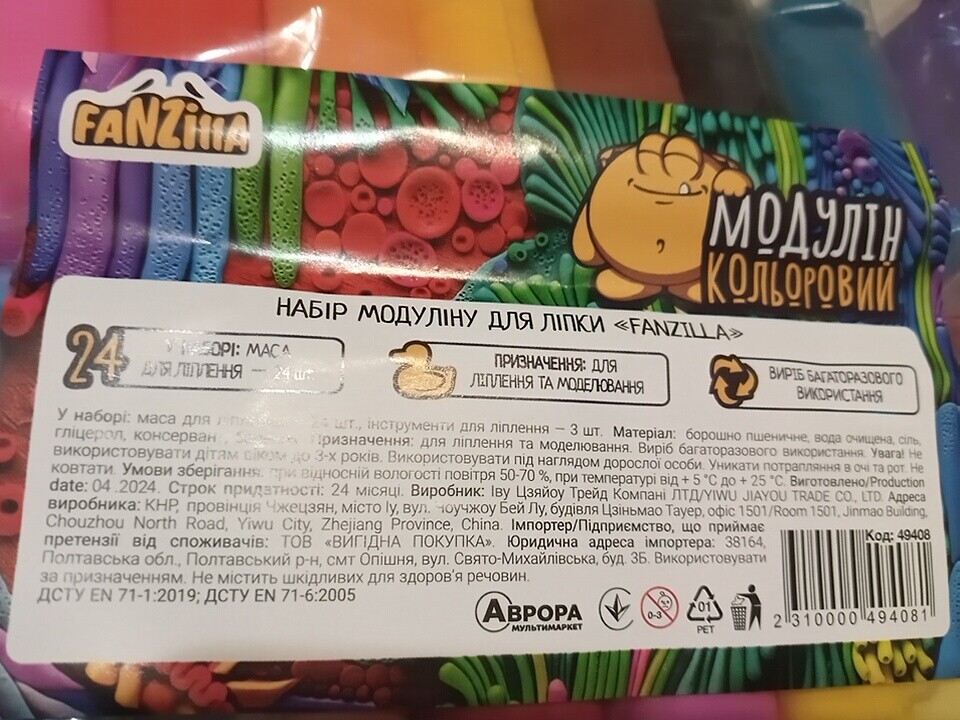 FANZILLA
МОДУЛІН
КОЛЬОРОВИЙ
НАБІР МОДУЛІНУ ДЛЯ ЛІПКИ «FANZILLA»
24
У НАБОРІ: МАСА
ДЛЯ ЛІПЛЕННЯ — 24 шт.
ПРИЗНАЧЕННЯ: ДЛЯ
ЛІПЛЕННЯ ТА МОДЕЛЮВАННЯ
ВИРІБ БАГАТОРАЗОВОГО
ВИКОРИСТАННЯ
У наборі: маса для 24 шт., інструменти для ліплення – 3 шт. Матеріал: борошно пшеничне, вода очищена, сіль,
гліцерол, консервант, Призначення: для ліплення та моделювання. Виріб багаторазового використання. Увага! Не
використовувати дітям віком до 3-х років. Використовувати під наглядом дорослої особи. Уникати потрапляння в очі та рот. Не
ковтати. Умови зберігання: при відносній вологості повітря 50-70 %, при температурі від + 5 °C до + 25 °C. Виготовлено/Production
date: 04 .2024. Строк придатності: 24 місяці. Виробник: Іву Цзяйоу Трейд Компані ЛТД/YIWU JIAYOU TRADE CO., LTD. Адреса
виробника: КНР, провінція Чжецзян, місто Іу, вул. Чоучжоу Бей Лу, будівля Цзіньмао Тауер, офіс 1501/Room 1501, Jinmao Building,
Chouzhou North Road, Yiwu City, Zhejiang Province, China. Імпортер/Підприємство, що приймає
претензії від споживачів: ТОВ «ВИГІДНА ПОКУПКА». Юридична адреса імпортера: 38164,
Полтавська обл., Полтавський р-н, смт Опішня, вул. Свято-Михайлівська, буд. 3Б. Використовувати
за призначенням. Не містить шкідливих для здоров'я речовин.
ДСТУ EN 71-1:2019; ДСТУ EN 71-6:2005
Код: 49408
АВРОРА
МУЛЬТИМАРКЕТ
0-3
01
PET
2 310000 494081